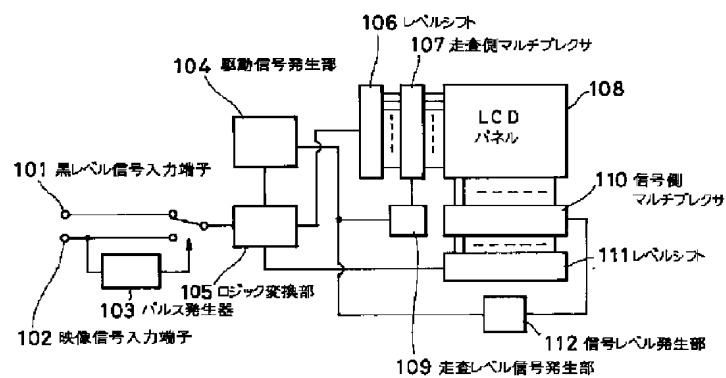 106 レベルシフト
107 走査側マルチプレクサ
104 駆動信号発生部
108
LCD
パネル
101 黒レベル信号入力端子
110 信号側
マルチプレクサ
111 レベルシフト
105 ロジック変換部
103 パルス発生器
102 映像信号入力端子
112 信号レベル発生部
109 走査レベル信号発生部